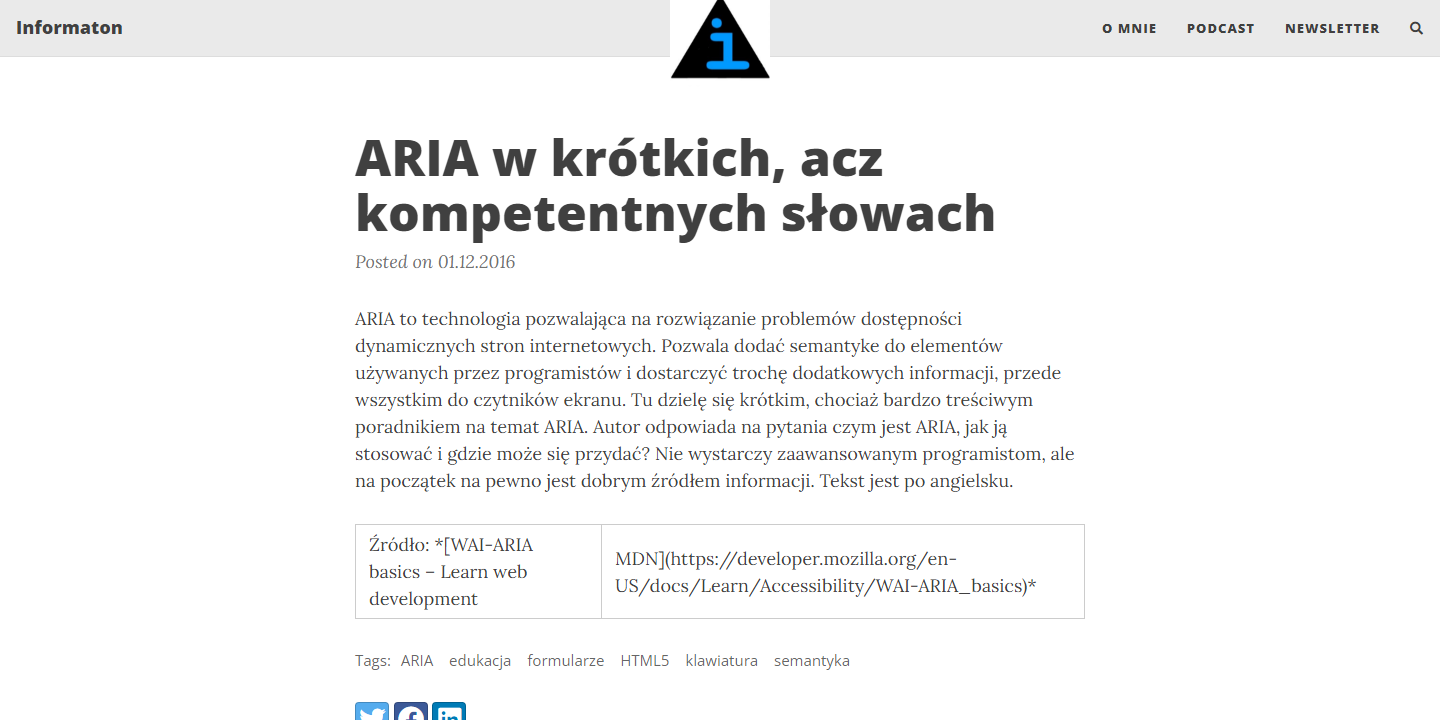 Informaton
i
O MNIE
PODCAST
NEWSLETTER
ARIA w krótkich, acz
kompetentnych słowach
Posted on 01.12.2016
ARIA to technologia pozwalająca na rozwiązanie problemów dostępności
dynamicznych stron internetowych. Pozwala dodać semantyke do elementów
używanych przez programistów i dostarczyć trochę dodatkowych informacji, przede
wszystkim do czytników ekranu. Tu dzielę się krótkim, chociaż bardzo treściwym
poradnikiem na temat ARIA. Autor odpowiada na pytania czym jest ARIA, jak ją
stosować i gdzie może się przydać? Nie wystarczy zaawansowanym programistom, ale
na początek na pewno jest dobrym źródłem informacji. Tekst jest po angielsku.
Źródło: *[WAI-ARIA
basics – Learn web
development
MDN](https://developer.mozilla.org/en-
US/docs/Learn/Accessibility/WAI-ARIA_basics)*
Tags: ARIA edukacja formularze HTML5 klawiatura semantyka